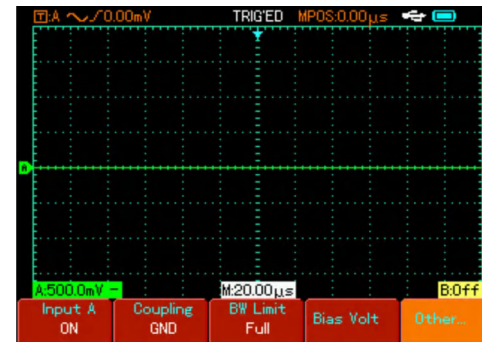 T:A 0.00mV TRIG'ED MPOS:0.00μs
A
A:500.0mV M:20.00μs B:Off
Input A Coupling BW Limit Bias Volt Other...
ON GND Full